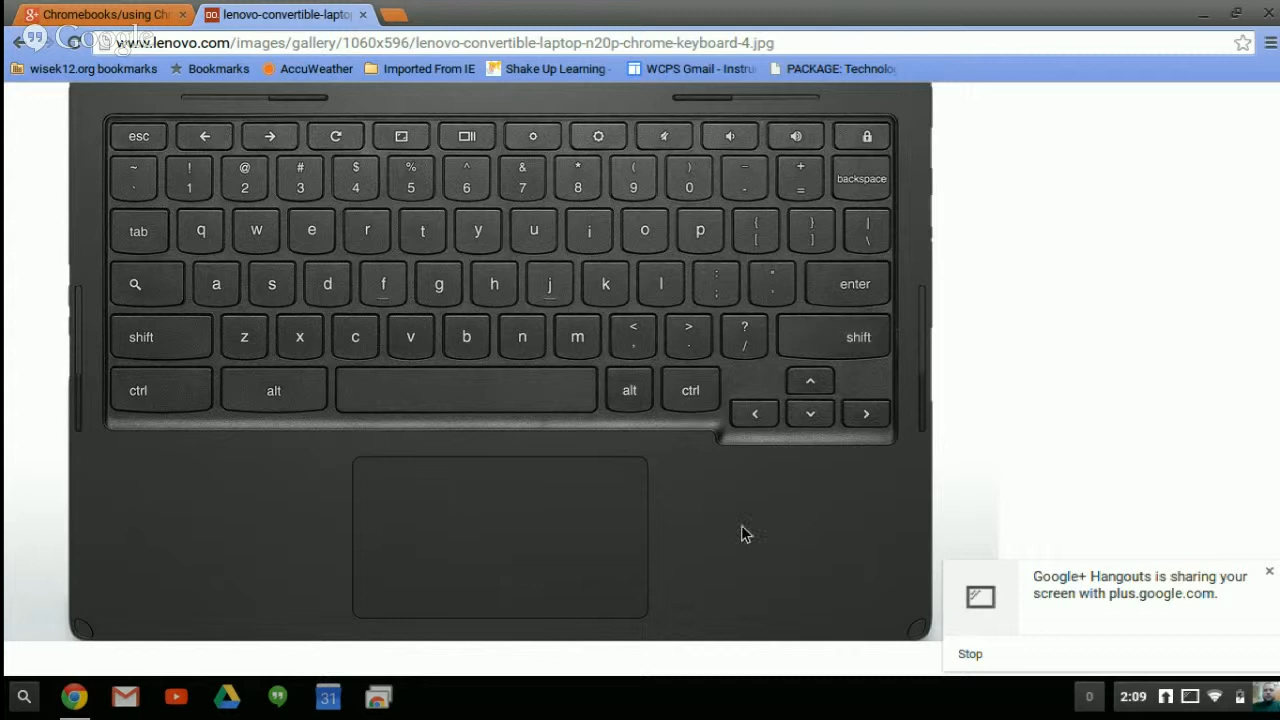 Chromebooks/using Chr
lenovo-convertible-lapto
Google
www.lenovo.com/images/gallery/1060x596/lenovo-convertible-laptop-n20p-chrome-keyboard-4.jpg
wisek12.org bookmarks Bookmarks AccuWeather Imported From IE Shake Up Learning - WCPS Gmail - Instru PACKAGE: Technolo
esc
~ ! @ # $ % ^ & * ( ) _ +
` 1 2 3 4 5 6 7 8 9 0 - = backspace
tab q w e r t y u i o p { [ } ] | \
a s d f g h j k l : ; " ' enter
shift z x c v b n m < , > . ? / shift
ctrl alt alt ctrl
Google+ Hangouts is sharing your
screen with plus.google.com.
Stop
31
0 2:09